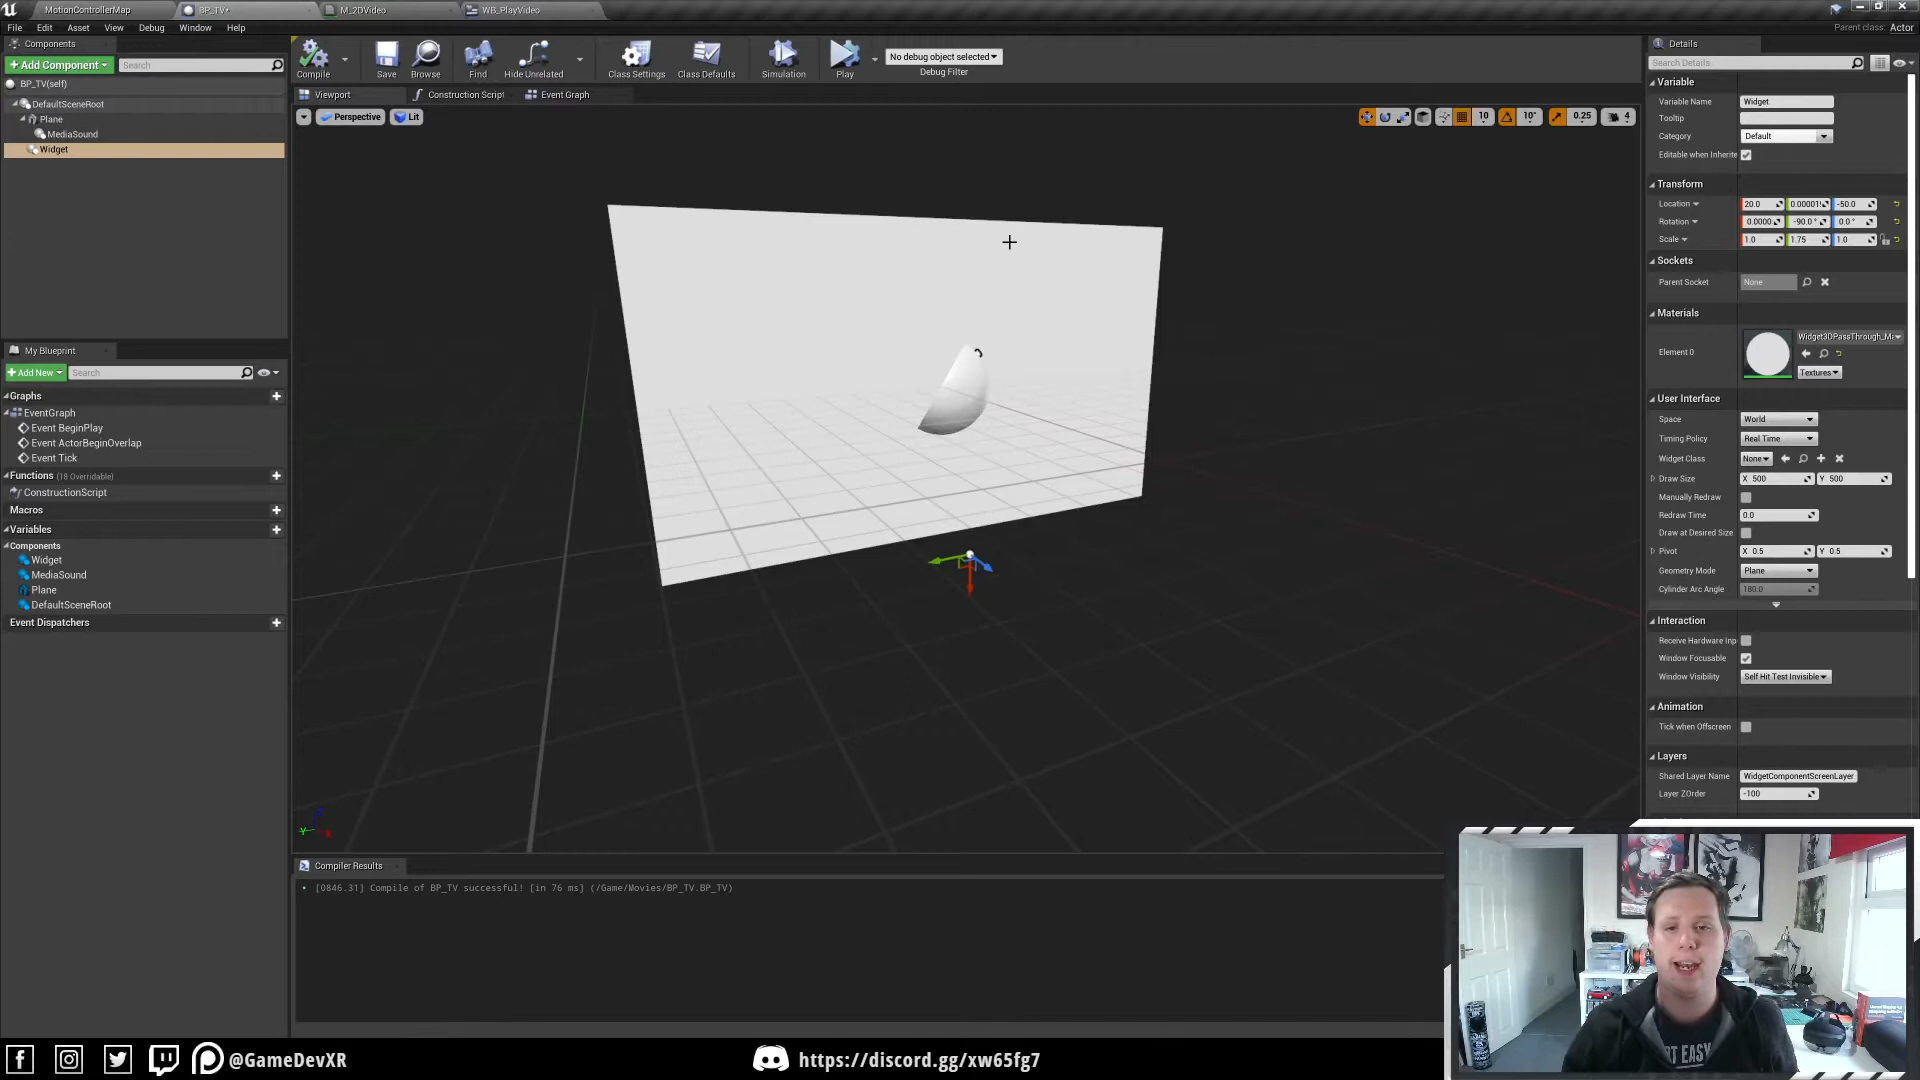 MotionControllerMap
BP_TV*
M_2DVideo
WB_PlayVideo
File Edit Asset View Debug Window Help
Parent class: Actor
Components
+ Add Component
Search
BP_TV(self)
DefaultSceneRoot
Plane
MediaSound
Widget
Compile
Save
Browse
Find
Hide Unrelated
Class Settings
Class Defaults
Simulation
Play
No debug object selected
Debug Filter
Viewport
Construction Script
Event Graph
Perspective
Lit
10
10°
0.25
4
My Blueprint
+ Add New
Search
Graphs
EventGraph
Event BeginPlay
Event ActorBeginOverlap
Event Tick
Functions (18 Overridable)
ConstructionScript
Macros
Variables
Components
Widget
MediaSound
Plane
DefaultSceneRoot
Event Dispatchers
Details
Search Details
Variable
Variable Name Widget
Tooltip
Category Default
Editable when Inherite
Transform
Location 20.0 0.00001 -50.0
Rotation 0.0000 -90.0 ° 0.0 °
Scale 1.0 1.75 1.0
Sockets
Parent Socket None
Materials
Element 0
Widget3DPassThrough_Ma
Textures
User Interface
Space World
Timing Policy Real Time
Widget Class None
Draw Size X 500 Y 500
Manually Redraw
Redraw Time 0.0
Draw at Desired Size
Pivot X 0.5 Y 0.5
Geometry Mode Plane
Cylinder Arc Angle 180.0
Interaction
Receive Hardware Inp
Window Focusable
Window Visibility Self Hit Test Invisible
Animation
Tick when Offscreen
Layers
Shared Layer Name WidgetComponentScreenLayer
Layer ZOrder -100
Compiler Results
[0846.31] Compile of BP_TV successful! [in 76 ms] (/Game/Movies/BP_TV.BP_TV)
@GameDevXR
https://discord.gg/xw65fg7